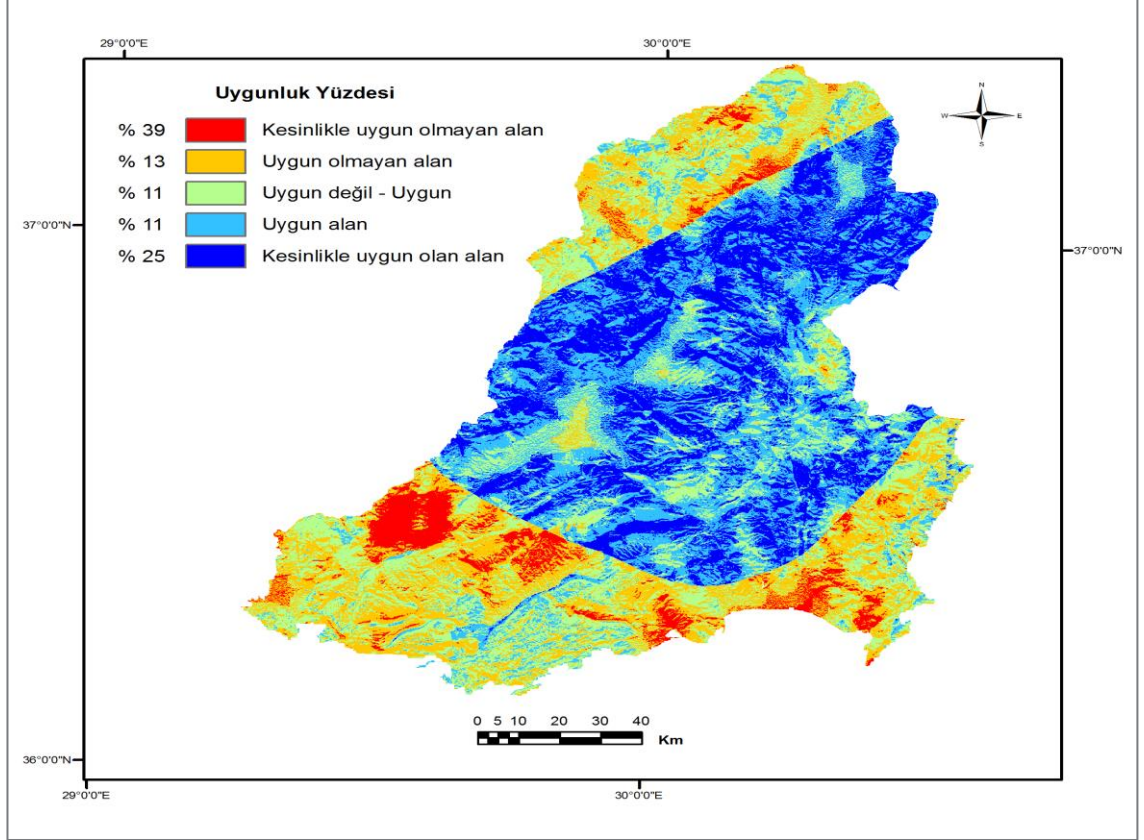 29°0'0"E 30°0'0"E
Uygunluk Yüzdesi
% 39 Kesinlikle uygun olmayan alan
% 13 Uygun olmayan alan
% 11 Uygun değil - Uygun
% 11 Uygun alan
% 25 Kesinlikle uygun olan alan
N
W E
S
37°0'0"N
37°0'0"N
0 5 10 20 30 40
Km
36°0'0"N
29°0'0"E 30°0'0"E